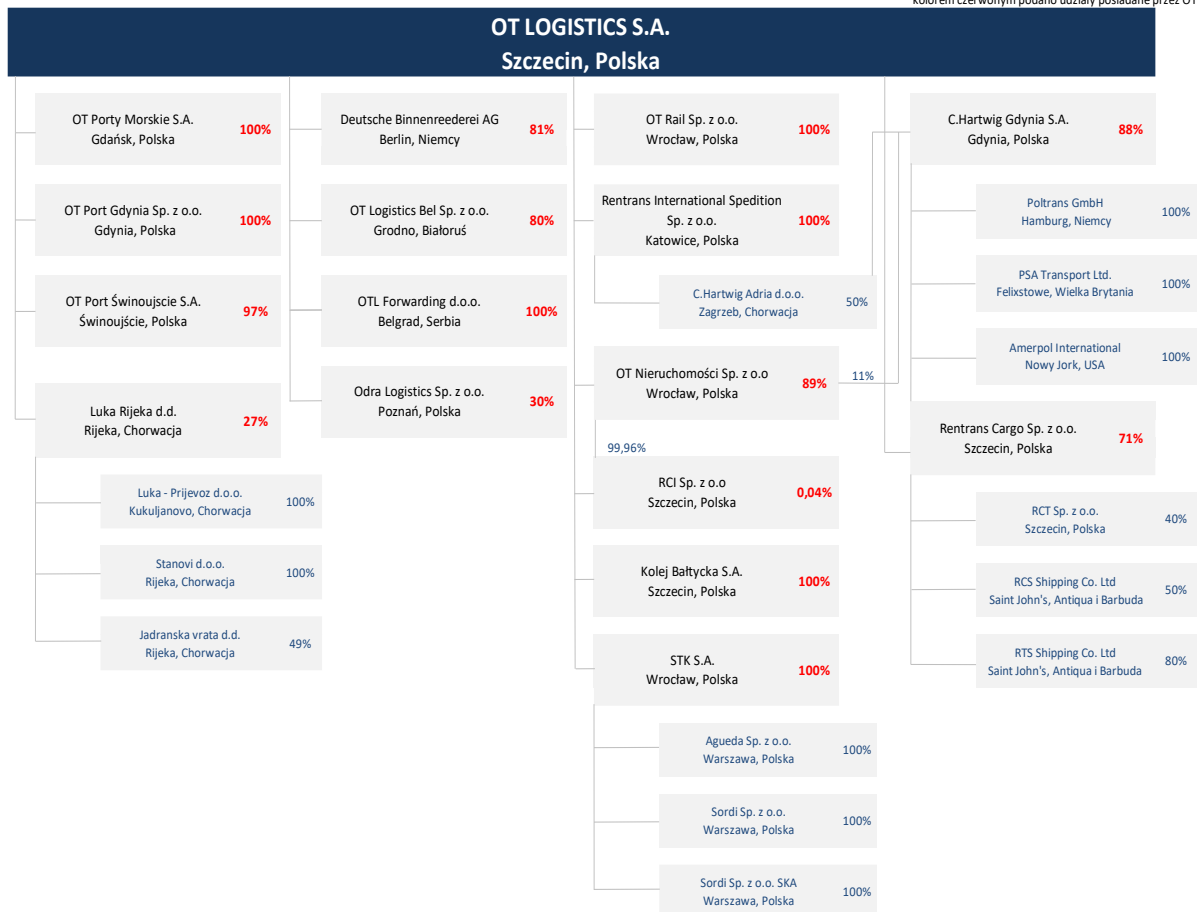 kolorem czerwonym podano udziały posiadane przez OT
OT LOGISTICS S.A.
Szczecin, Polska
OT Porty Morskie S.A.
Gdańsk, Polska
100%
OT Port Gdynia Sp. z o.o.
Gdynia, Polska
100%
OT Port Świnoujscie S.A.
Świnoujście, Polska
97%
Luka Rijeka d.d.
Rijeka, Chorwacja
27%
Luka - Prijevoz d.o.o.
Kukuljanovo, Chorwacja
100%
Stanovi d.o.o.
Rijeka, Chorwacja
100%
Jadranska vrata d.d.
Rijeka, Chorwacja
49%
Deutsche Binnenreederei AG
Berlin, Niemcy
81%
OT Logistics Bel Sp. z o.o.
Grodno, Białoruś
80%
OTL Forwarding d.o.o.
Belgrad, Serbia
100%
Odra Logistics Sp. z o.o.
Poznań, Polska
30%
OT Rail Sp. z o.o.
Wrocław, Polska
100%
Rentrans International Spedition
Sp. z o.o.
Katowice, Polska
100%
C.Hartwig Adria d.o.o.
Zagrzeb, Chorwacja
50%
OT Nieruchomości Sp. z o.o
Wrocław, Polska
89%
11%
99,96%
RCI Sp. z o.o
Szczecin, Polska
0,04%
Kolej Bałtycka S.A.
Szczecin, Polska
100%
STK S.A.
Wrocław, Polska
100%
Agueda Sp. z o.o.
Warszawa, Polska
100%
Sordi Sp. z o.o.
Warszawa, Polska
100%
Sordi Sp. z o.o. SKA
Warszawa, Polska
100%
C.Hartwig Gdynia S.A.
Gdynia, Polska
88%
Poltrans GmbH
Hamburg, Niemcy
100%
PSA Transport Ltd.
Felixstowe, Wielka Brytania
100%
Amerpol International
Nowy Jork, USA
100%
Rentrans Cargo Sp. z o.o.
Szczecin, Polska
71%
RCT Sp. z o.o.
Szczecin, Polska
40%
RCS Shipping Co. Ltd
Saint John's, Antiqua i Barbuda
50%
RTS Shipping Co. Ltd
Saint John's, Antiqua i Barbuda
80%